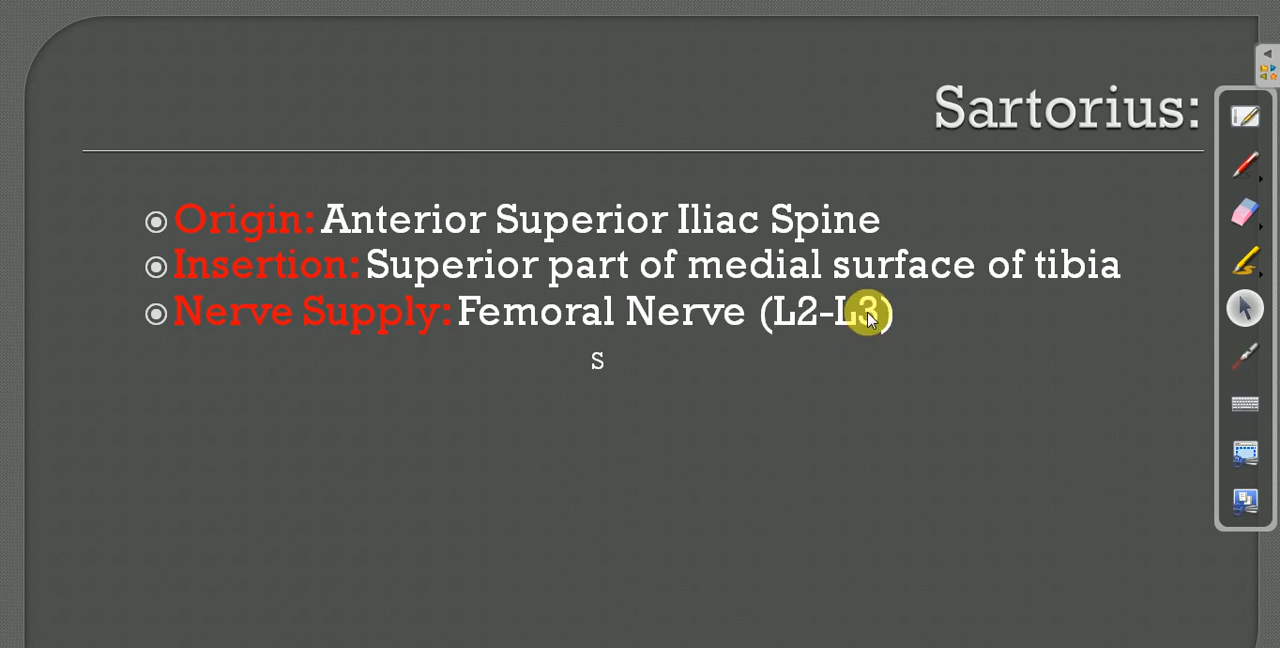 Sartorius:
Origin: Anterior Superior Iliac Spine
Insertion: Superior part of medial surface of tibia
Nerve Supply: Femoral Nerve (L2-L3)
S